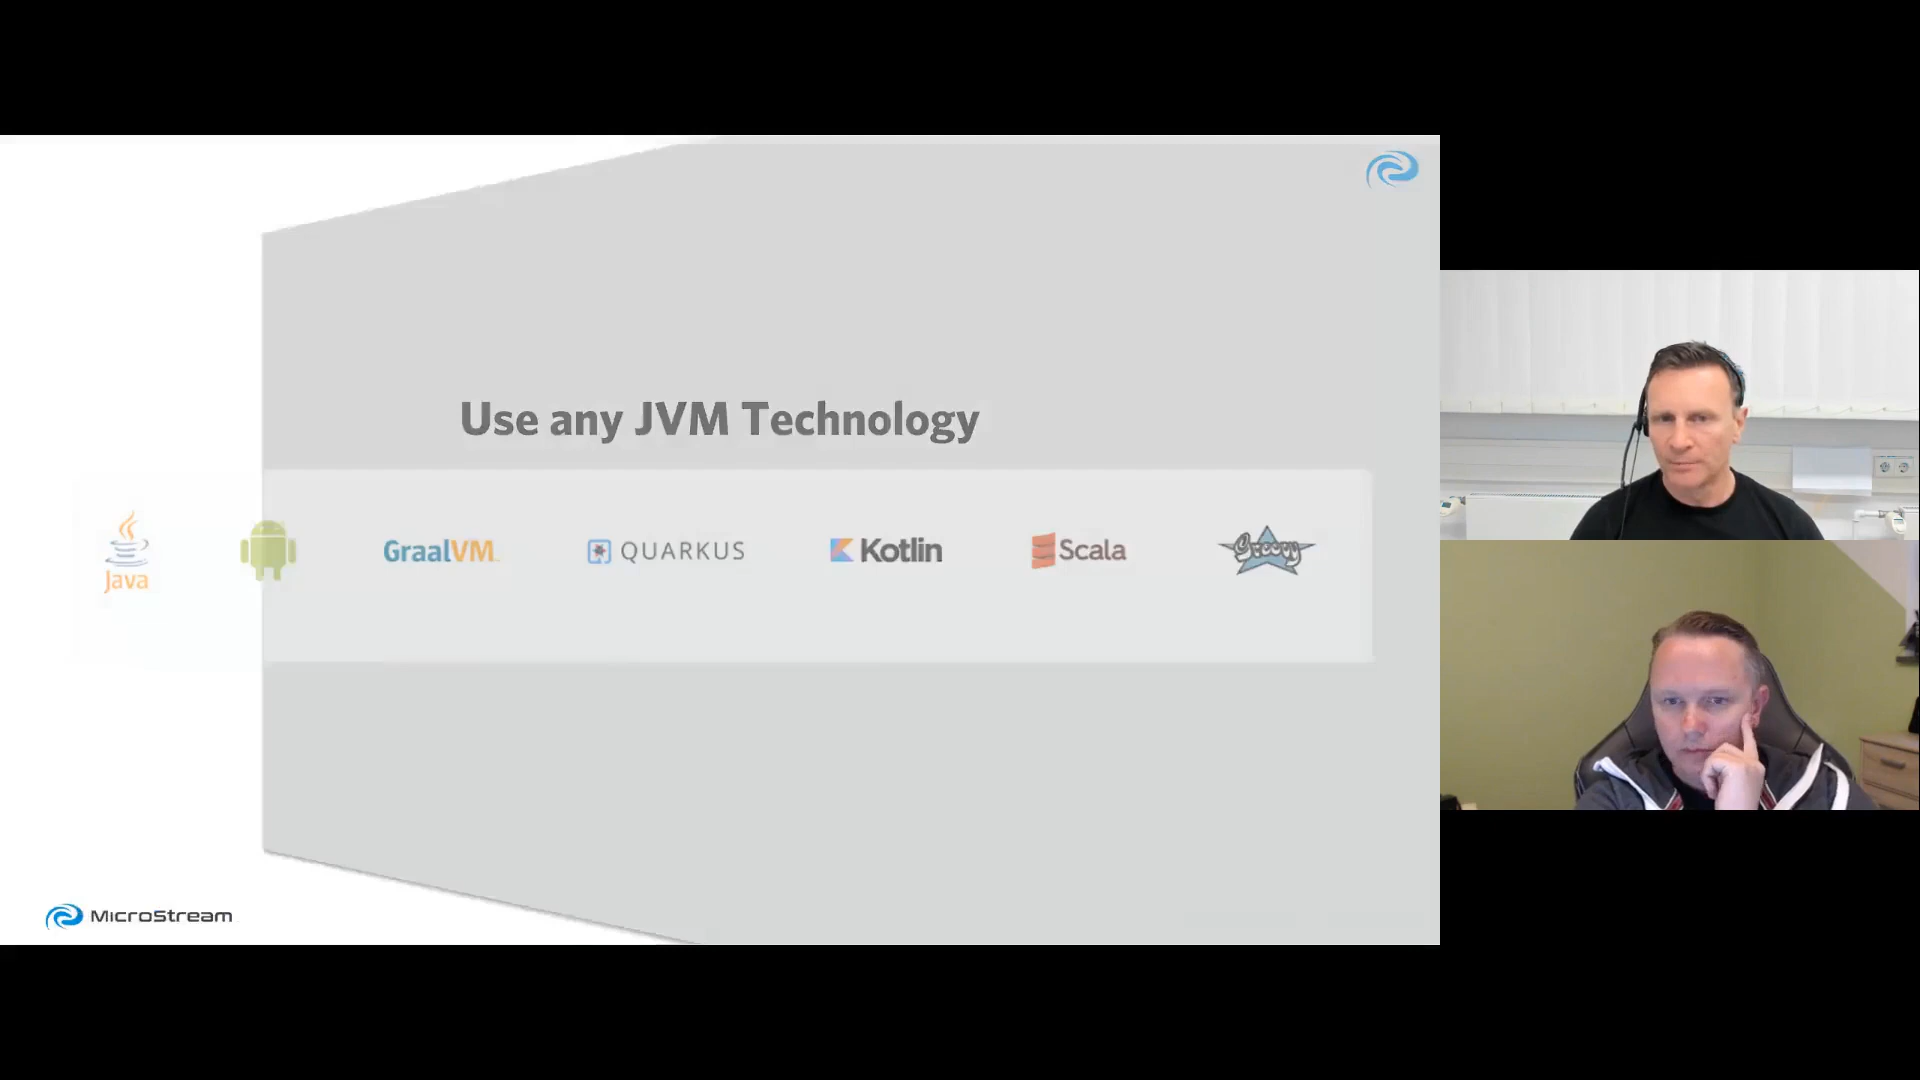 Use any JVM Technology
Java
GraalVM
QUARKUS
Kotlin
Scala
Groovy
MicroStream